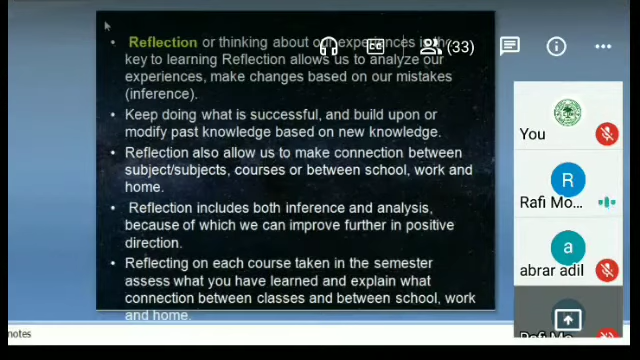 Reflection or thinking about our experiences is the
key to learning Reflection allows us to analyze our
experiences, make changes based on our mistakes
(inference).
Keep doing what is successful, and build upon or
modify past knowledge based on new knowledge.
Reflection also allow us to make connection between
subject/subjects, courses or between school, work and
home.
Reflection includes both inference and analysis,
because of which we can improve further in positive
direction.
Reflecting on each course taken in the semester
assess what you have learned and explain what
connection between classes and between school, work
and home.
(33)
You
R
Rafi Mo...
a
abrar adil
notes